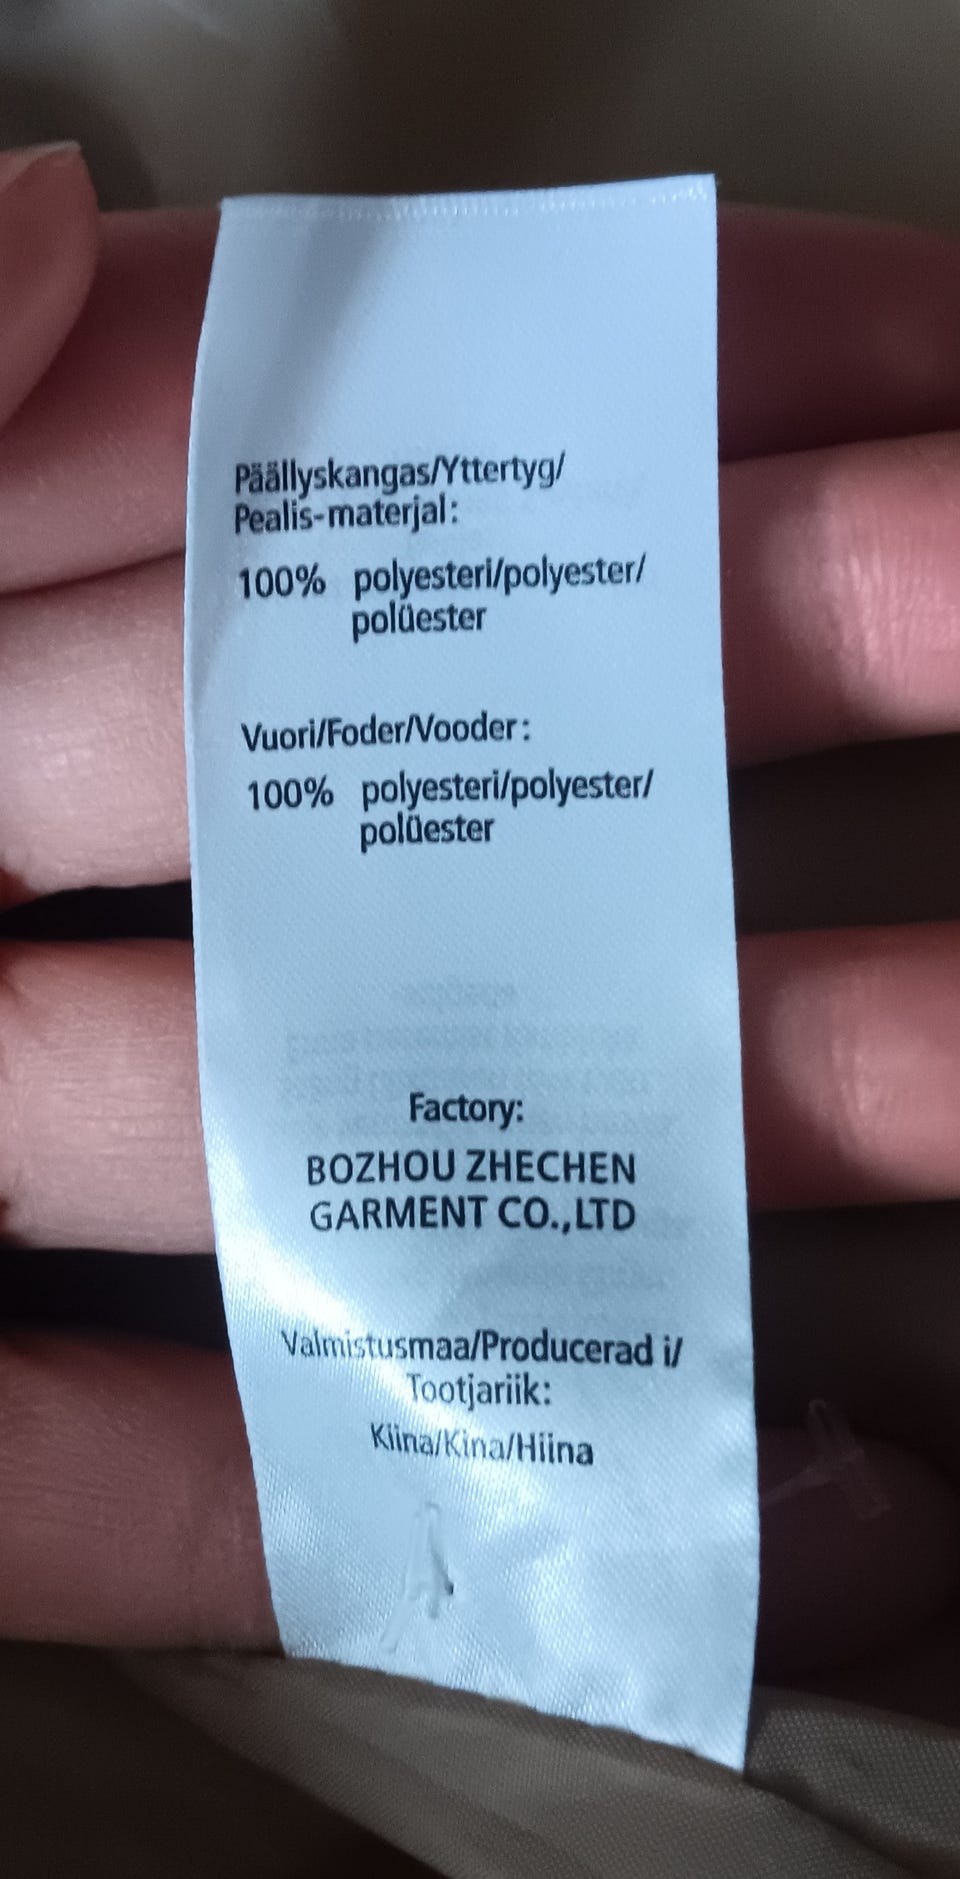 Päällyskangas/Yttertyg/
Pealis-materjal:
100% polyesteri/polyester/
polüester
Vuori/Foder/Vooder:
100% polyesteri/polyester/
polüester
Factory:
BOZHOU ZHECHEN
GARMENT CO.,LTD
Valmistusmaa/Producerad i/
Tootjariik:
Kiina/Kina/Hiina